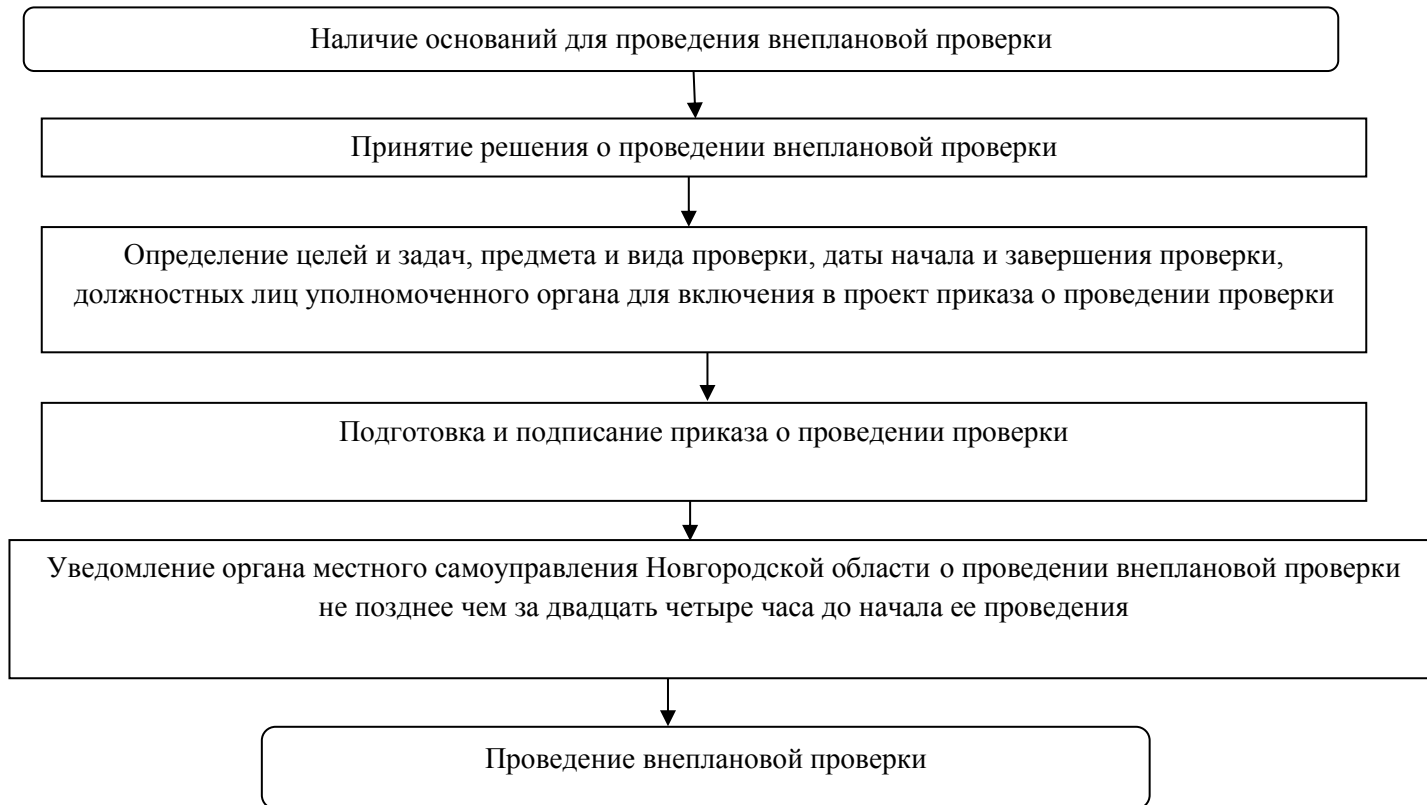 Наличие оснований для проведения внеплановой проверки
Принятие решения о проведении внеплановой проверки
Определение целей и задач, предмета и вида проверки, даты начала и завершения проверки,
должностных лиц уполномоченного органа для включения в проект приказа о проведении проверки
Подготовка и подписание приказа о проведении проверки
Уведомление органа местного самоуправления Новгородской области о проведении внеплановой проверки
не позднее чем за двадцать четыре часа до начала ее проведения
Проведение внеплановой проверки